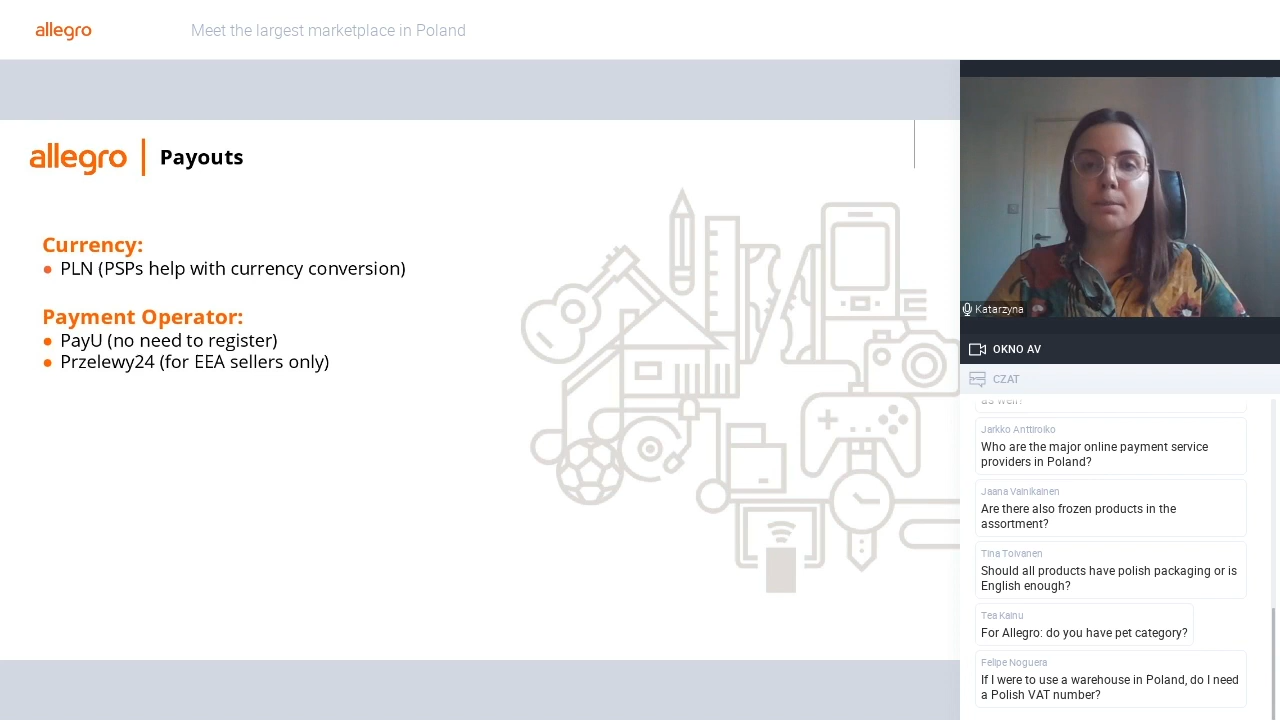 allegro
Meet the largest marketplace in Poland
allegro
Payouts
Currency:
PLN (PSPs help with currency conversion)
Payment Operator:
PayU (no need to register)
Przelewy24 (for EEA sellers only)
Katarzyna
OKNO AV
CZAT
as well?
Jarkko Anttiroiko
Who are the major online payment service
providers in Poland?
Jaana Vainikainen
Are there also frozen products in the
assortment?
Tina Toivanen
Should all products have polish packaging or is
English enough?
Tea Kainu
For Allegro: do you have pet category?
Felipe Noguera
If I were to use a warehouse in Poland, do I need
a Polish VAT number?